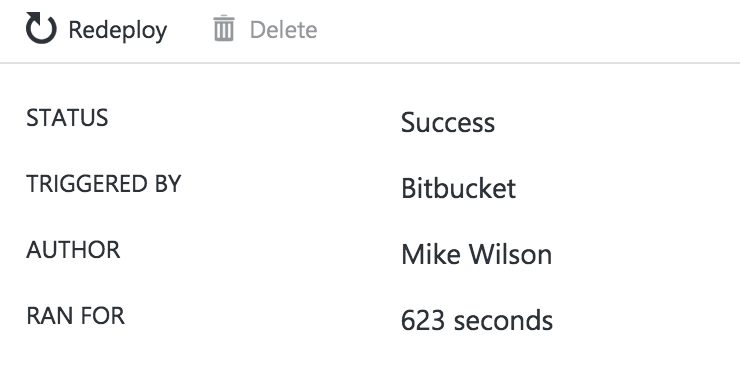 Redeploy Delete
STATUS Success
TRIGGERED BY Bitbucket
AUTHOR Mike Wilson
RAN FOR 623 seconds